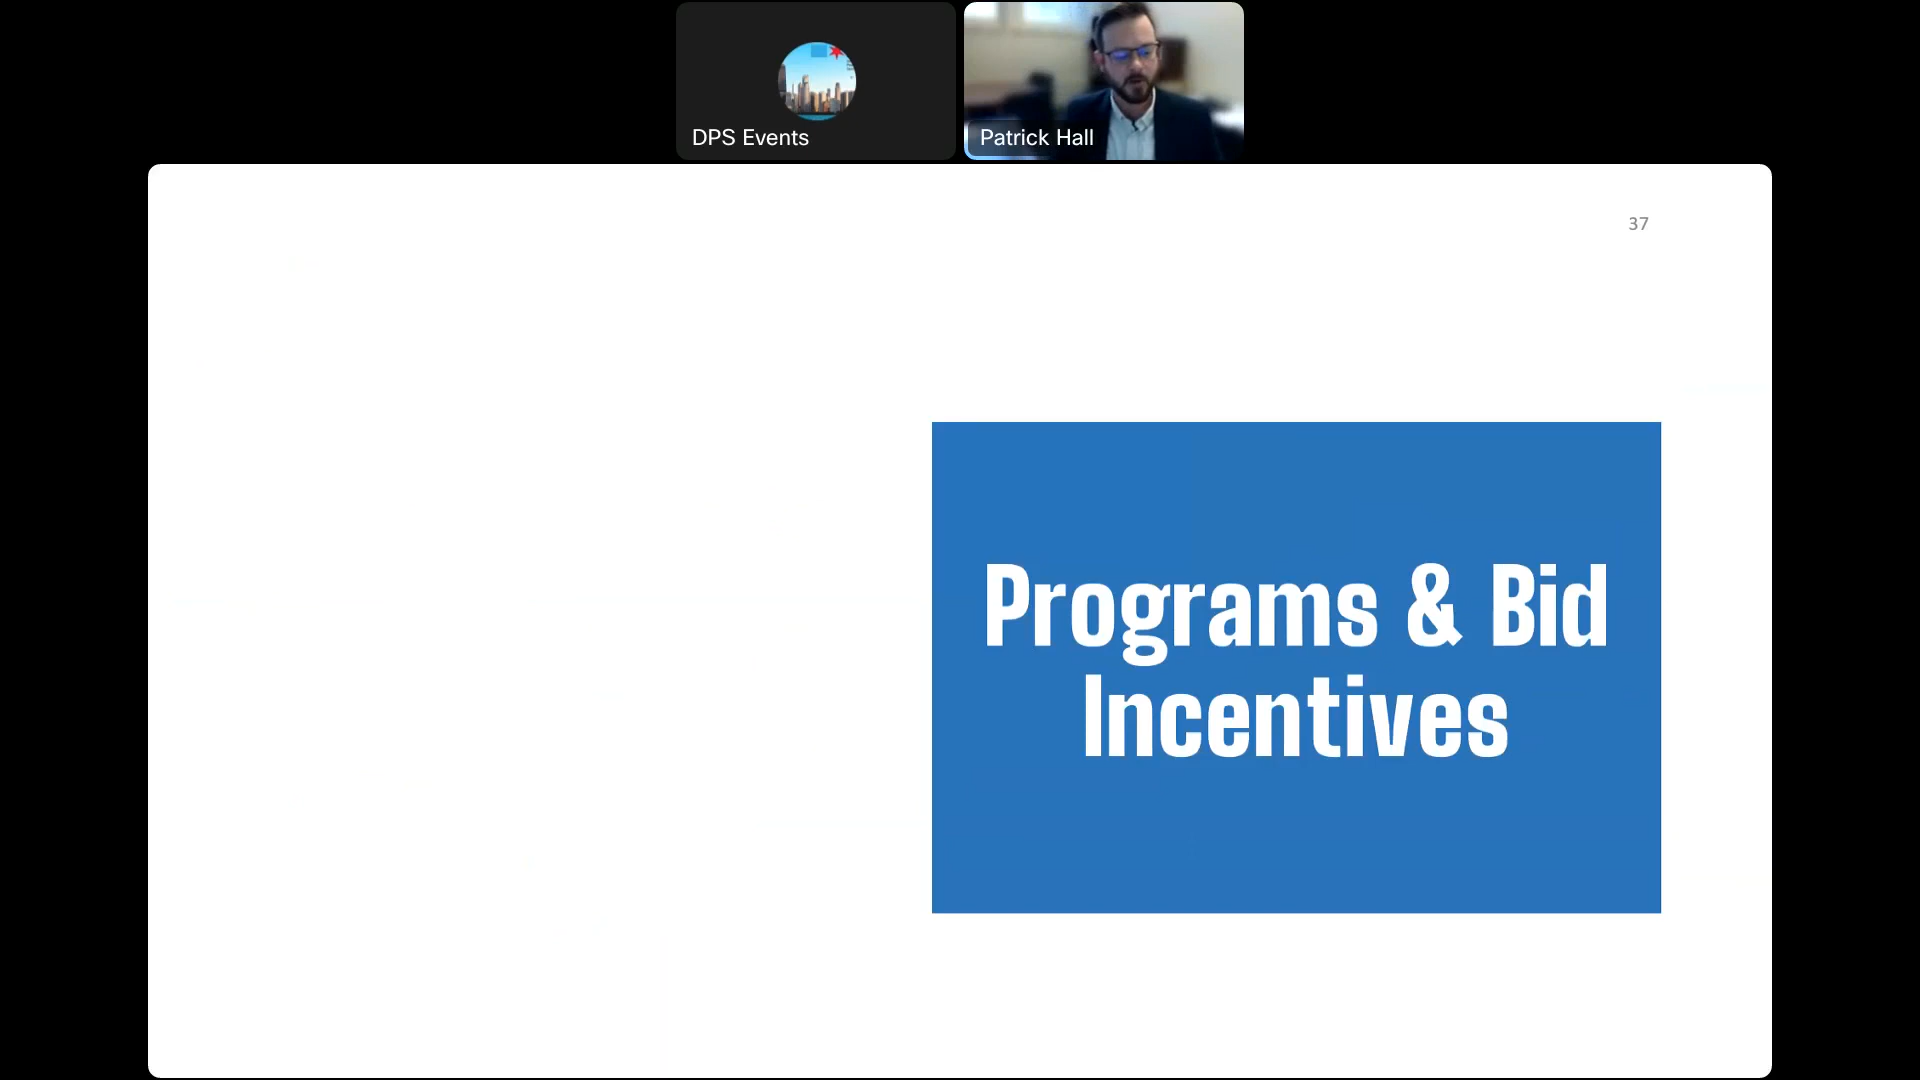 DPS Events
Patrick Hall
37
Programs & Bid
Incentives